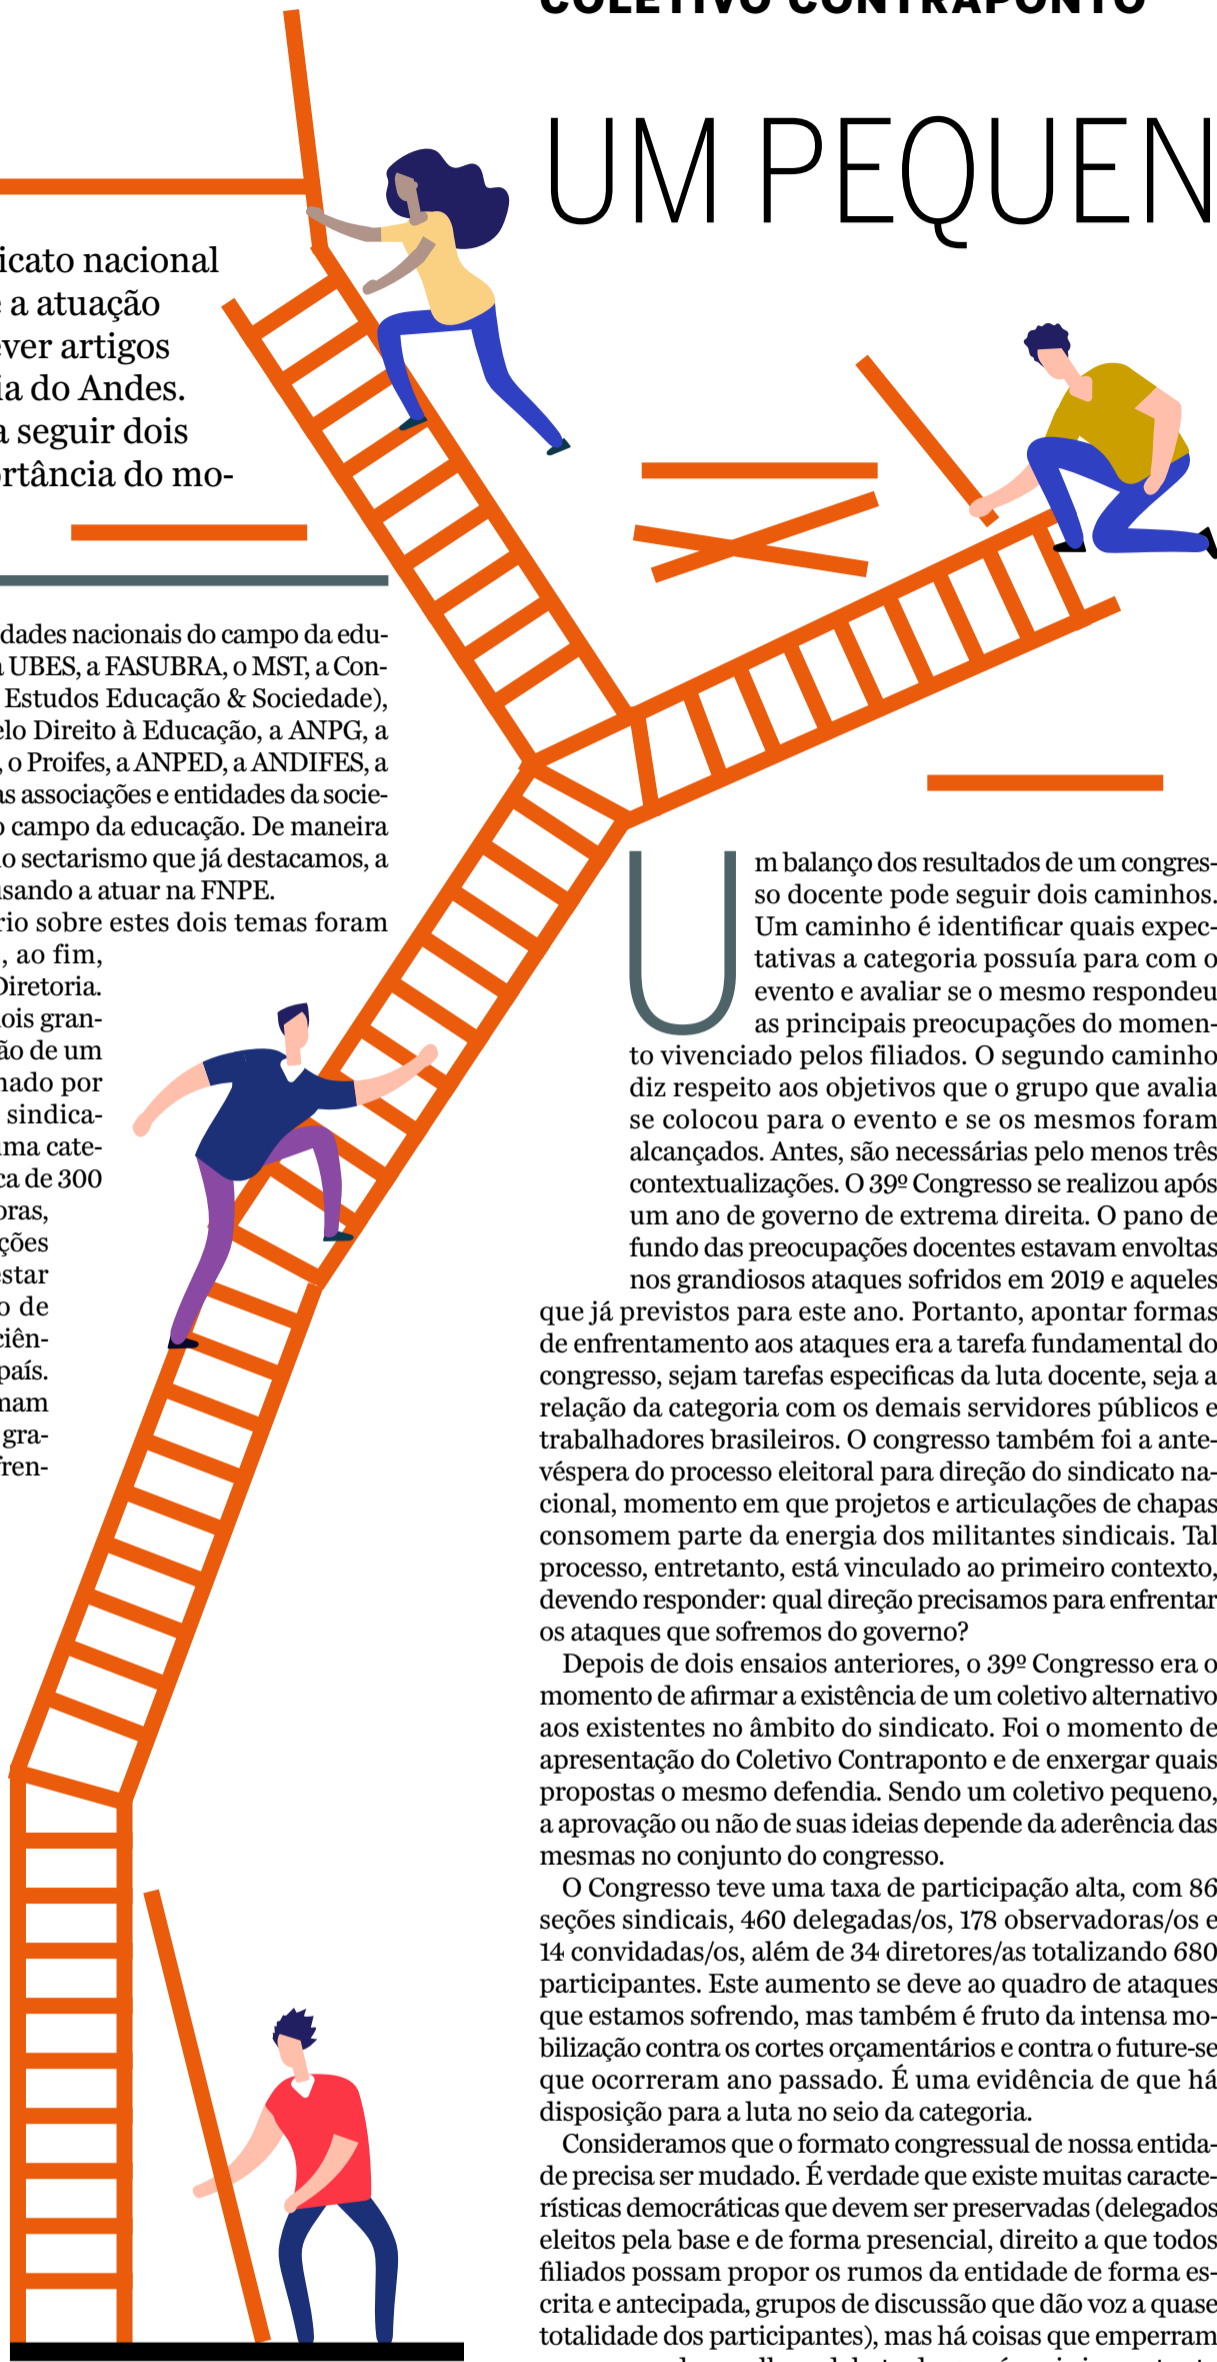 COLETIVO CONTRAPONTO
UM PEQUEN
icato nacional
a atuação
ver artigos
ia do Andes.
a seguir dois
ortância do mo-
dades nacionais do campo da edu-
a UBES, a FASUBRA, o MST, a Con-
Estudos Educação & Sociedade),
elo Direito à Educação, a ANPG, a
, o Proifes, a ANPED, a ANDIFES, a
as associações e entidades da socie-
o campo da educação. De maneira
no sectarismo que já destacamos, a
usando a atuar na FNPE.
rio sobre estes dois temas foram
, ao fim,
Diretoria.
ois gran-
ão de um
nado por
sindica-
uma cate-
ca de 300
oras,
ções
estar
o de
ciên-
país.
mam
gra-
fren-
Um balanço dos resultados de um congres-
so docente pode seguir dois caminhos.
Um caminho é identificar quais expec-
tativas a categoria possuía para com o
evento e avaliar se o mesmo respondeu
as principais preocupações do momen-
to vivenciado pelos filiados. O segundo caminho
diz respeito aos objetivos que o grupo que avalia
se colocou para o evento e se os mesmos foram
alcançados. Antes, são necessárias pelo menos três
contextualizações. O 39º Congresso se realizou após
um ano de governo de extrema direita. O pano de
fundo das preocupações docentes estavam envoltas
nos grandiosos ataques sofridos em 2019 e aqueles
que já previstos para este ano. Portanto, apontar formas
de enfrentamento aos ataques era a tarefa fundamental do
congresso, sejam tarefas especificas da luta docente, seja a
relação da categoria com os demais servidores públicos e
trabalhadores brasileiros. O congresso também foi a ante-
véspera do processo eleitoral para direção do sindicato na-
cional, momento em que projetos e articulações de chapas
consomem parte da energia dos militantes sindicais. Tal
processo, entretanto, está vinculado ao primeiro contexto,
devendo responder: qual direção precisamos para enfrentar
os ataques que sofremos do governo?
Depois de dois ensaios anteriores, o 39º Congresso era o
momento de afirmar a existência de um coletivo alternativo
aos existentes no âmbito do sindicato. Foi o momento de
apresentação do Coletivo Contraponto e de enxergar quais
propostas o mesmo defendia. Sendo um coletivo pequeno,
a aprovação ou não de suas ideias depende da aderência das
mesmas no conjunto do congresso.
O Congresso teve uma taxa de participação alta, com 86
seções sindicais, 460 delegadas/os, 178 observadoras/os e
14 convidadas/os, além de 34 diretores/as totalizando 680
participantes. Este aumento se deve ao quadro de ataques
que estamos sofrendo, mas também é fruto da intensa mo-
bilização contra os cortes orçamentários e contra o future-se
que ocorreram ano passado. É uma evidência de que há
disposição para a luta no seio da categoria.
Consideramos que o formato congressual de nossa entida-
de precisa ser mudado. É verdade que existe muitas caracte-
rísticas democráticas que devem ser preservadas (delegados
eleitos pela base e de forma presencial, direito a que todos
filiados possam propor os rumos da entidade de forma es-
crita e antecipada, grupos de discussão que dão voz a quase
totalidade dos participantes), mas há coisas que emperram